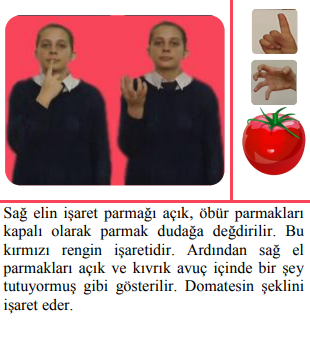 Sağ elin işaret parmağı açık, öbür parmakları
kapalı olarak parmak dudağa değdirilir. Bu
kırmızı rengin işaretidir. Ardından sağ el
parmakları açık ve kıvrık avuç içinde bir şey
tutuyormuş gibi gösterilir. Domatesin şeklini
işaret eder.